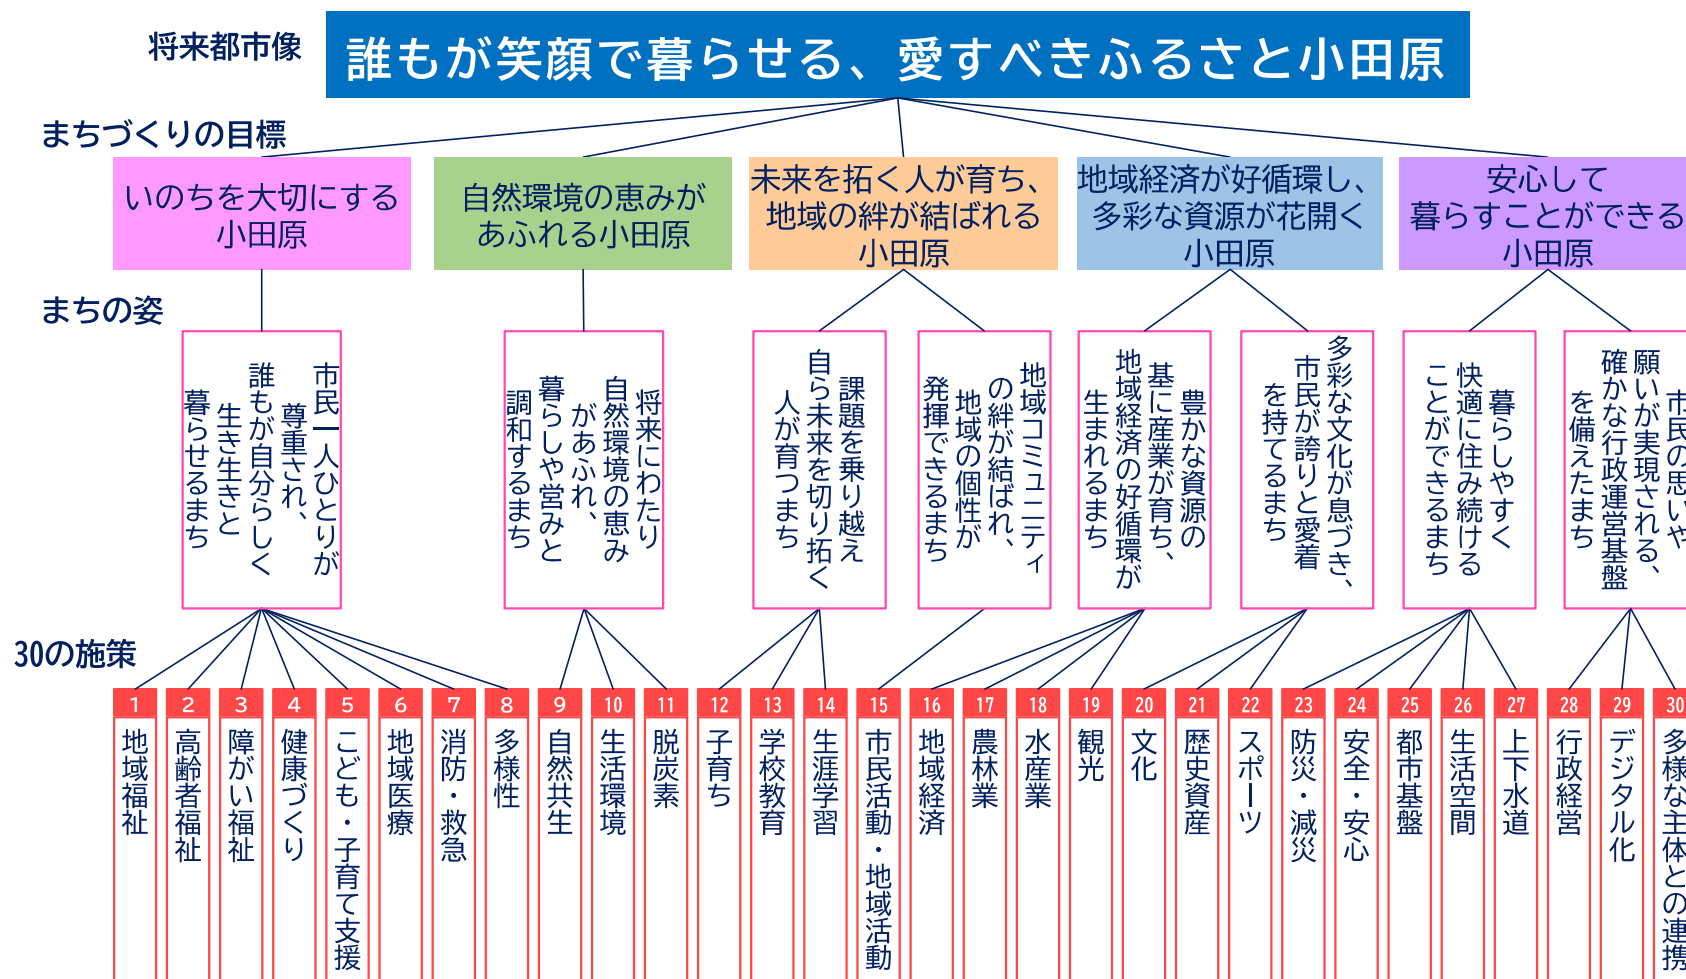 将来都市像
誰もが笑顔で暮らせる、愛すべきふるさと小田原
まちづくりの目標
いのちを大切にする
小田原
自然環境の恵みが
あふれる小田原
未来を拓く人が育ち、
地域の絆が結ばれる
小田原
地域経済が好循環し、
多彩な資源が花開く
小田原
安心して
暮らすことができる
小田原
まちの姿
市民一人ひとりが
尊重され、
誰もが自分らしく
生き生きと
暮らせるまち
将来にわたり
自然環境の恵み
があふれ、
暮らしや営みと
調和するまち
課題を乗り越え
自ら未来を切り拓く
人が育つまち
地域コミュニティ
の絆が結ばれ、
地域の個性が
発揮できるまち
豊かな資源の
基に産業が育ち、
地域経済の好循環が
生まれるまち
多彩な文化が息づき、
市民が誇りと愛着
を持てるまち
暮らしやすく
快適に住み続ける
ことができるまち
市民の思いや
願いが実現される、
確かな行政運営基盤
を備えたまち
30の施策
1
地域福祉
2
高齢者福祉
3
障がい福祉
4
健康づくり
5
こども・子育て支援
6
地域医療
7
消防・救急
8
多様性
9
自然共生
10
生活環境
11
脱炭素
12
子育ち
13
学校教育
14
生涯学習
15
市民活動・地域活動
16
地域経済
17
農林業
18
水産業
19
観光
20
文化
21
歴史資産
22
スポーツ
23
防災・減災
24
安全・安心
25
都市基盤
26
生活空間
27
上下水道
28
行政経営
29
デジタル化
30
多様な主体との連携